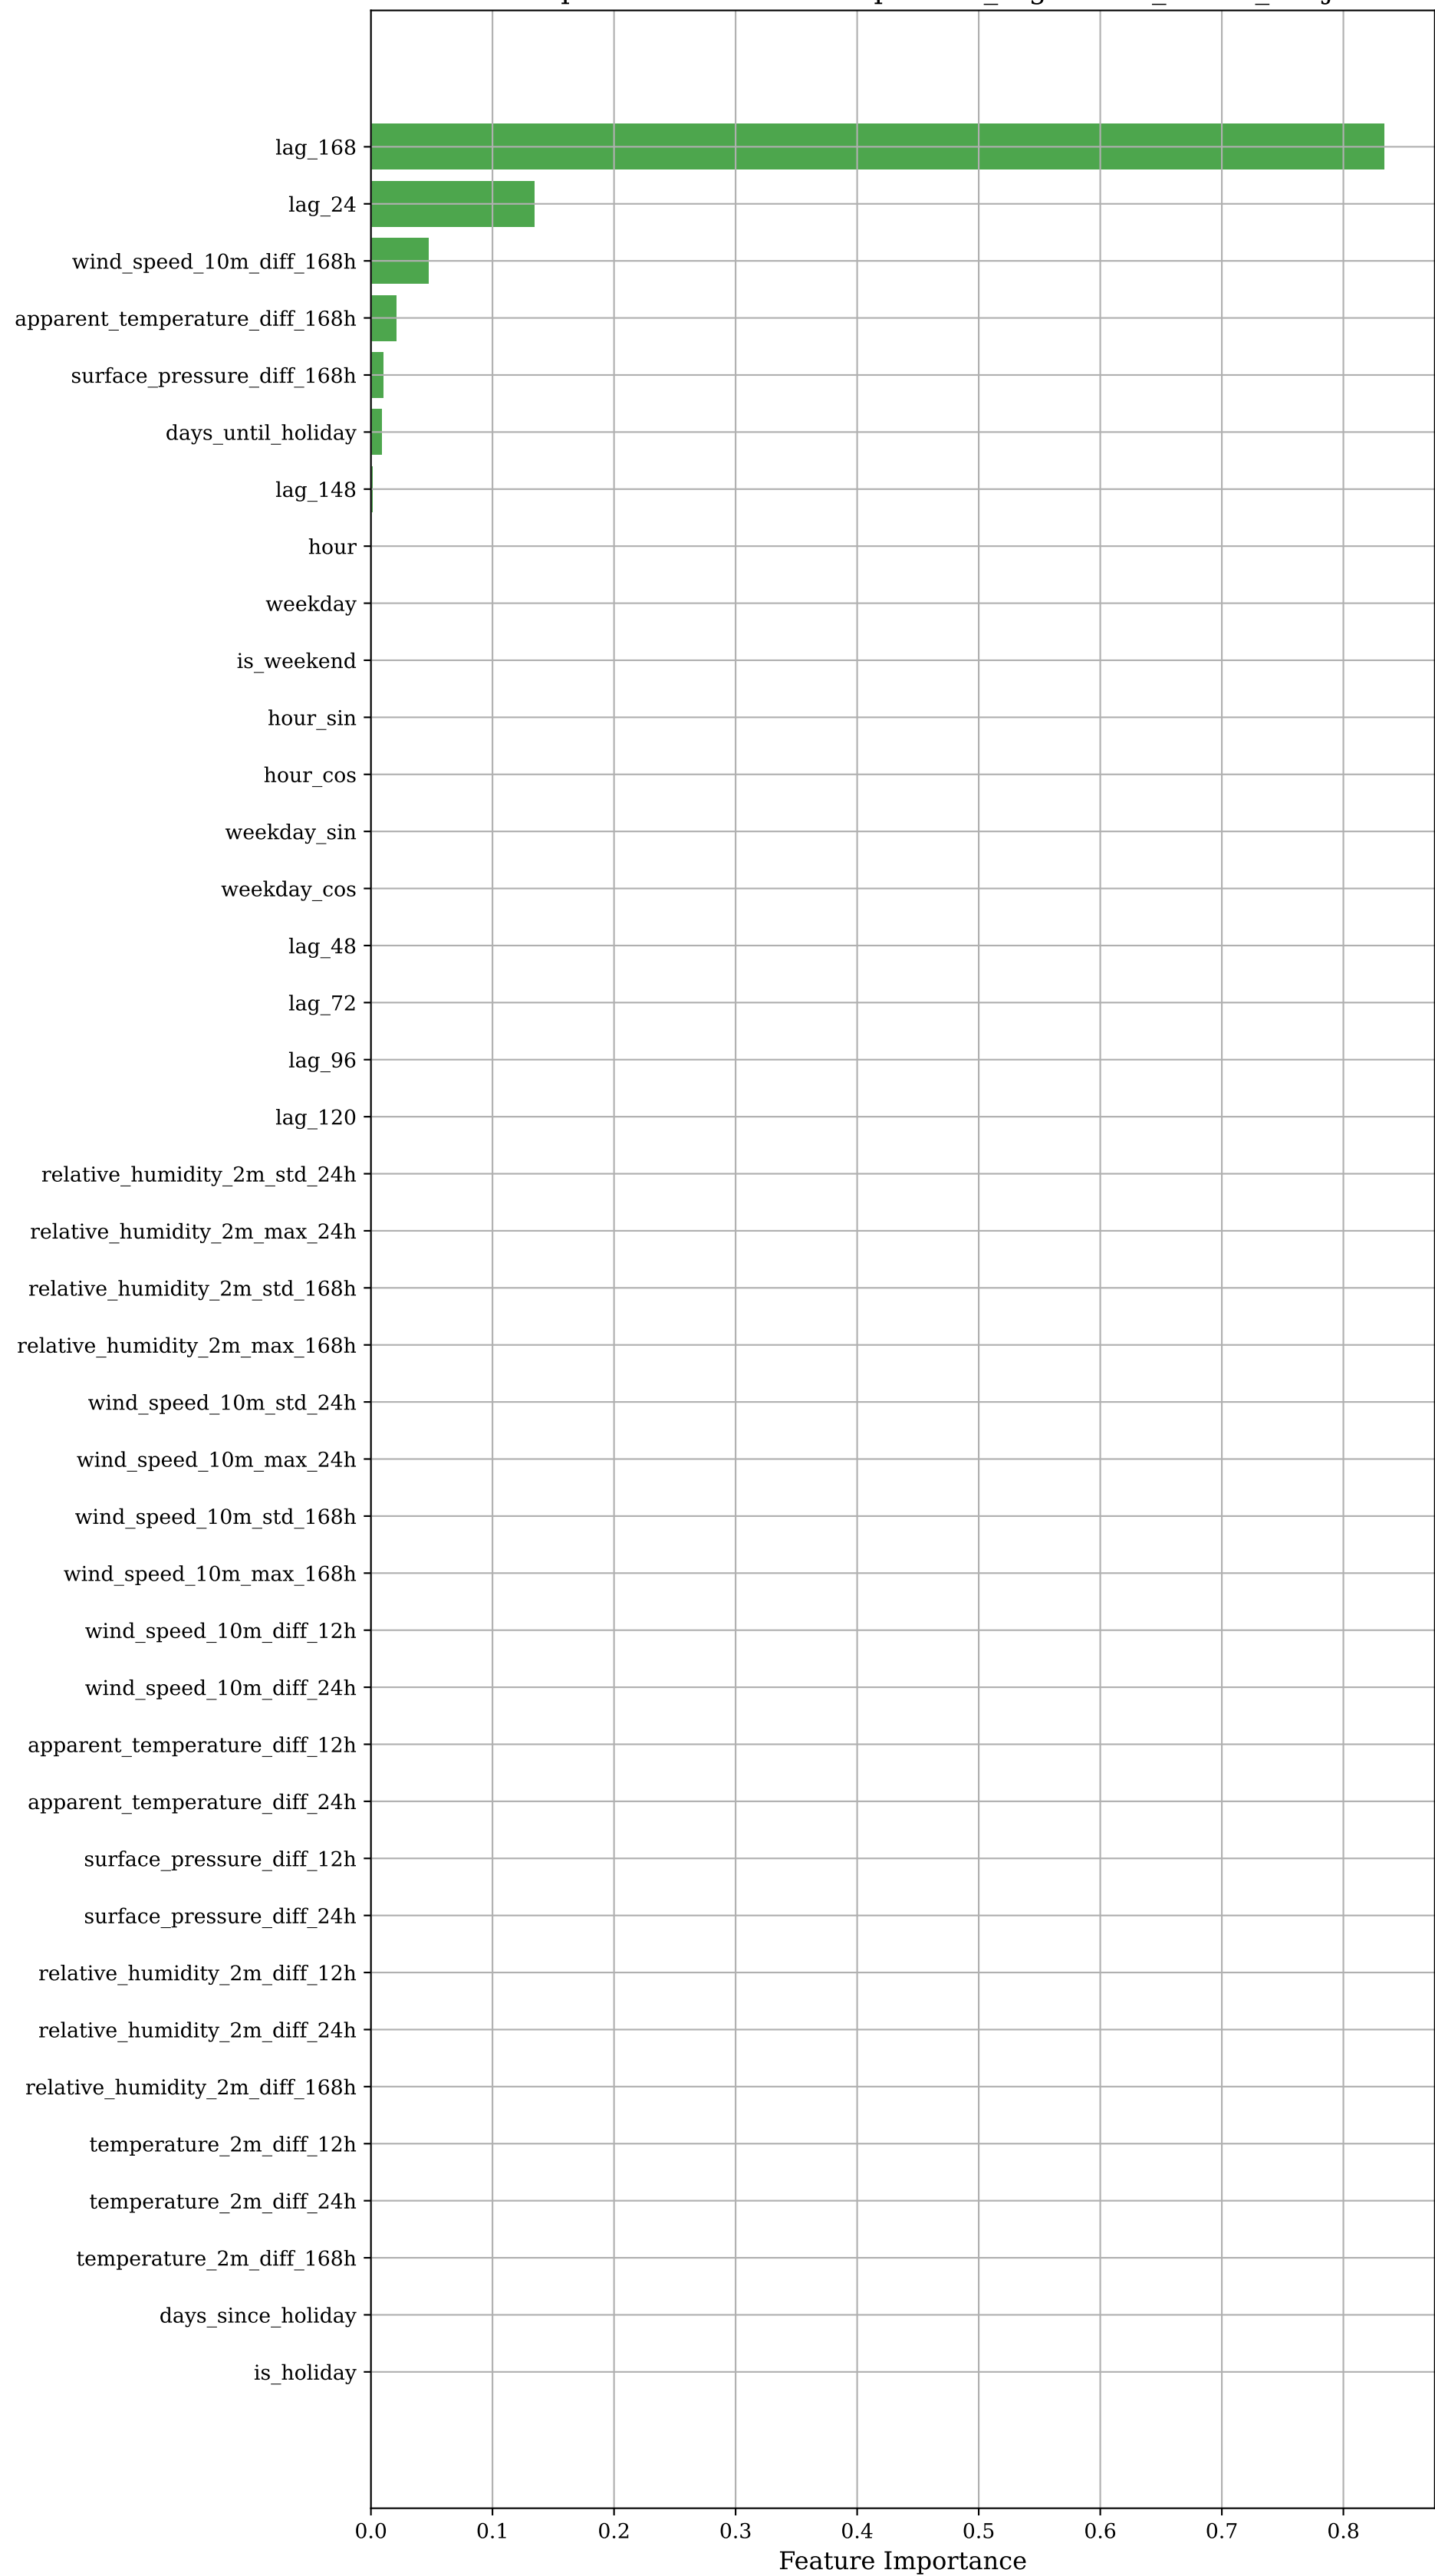 lag_168
lag_24
wind_speed_10m_diff_168h
apparent_temperature_diff_168h
surface_pressure_diff_168h
days_until_holiday
lag_148
hour
weekday
is_weekend
hour_sin
hour_cos
weekday_sin
weekday_cos
lag_48
lag_72
lag_96
lag_120
relative_humidity_2m_std_24h
relative_humidity_2m_max_24h
relative_humidity_2m_std_168h
relative_humidity_2m_max_168h
wind_speed_10m_std_24h
wind_speed_10m_max_24h
wind_speed_10m_std_168h
wind_speed_10m_max_168h
wind_speed_10m_diff_12h
wind_speed_10m_diff_24h
apparent_temperature_diff_12h
apparent_temperature_diff_24h
surface_pressure_diff_12h
surface_pressure_diff_24h
relative_humidity_2m_diff_12h
relative_humidity_2m_diff_24h
relative_humidity_2m_diff_168h
temperature_2m_diff_12h
temperature_2m_diff_24h
temperature_2m_diff_168h
days_since_holiday
is_holiday
0.0 0.1 0.2 0.3 0.4 0.5 0.6 0.7 0.8
Feature Importance